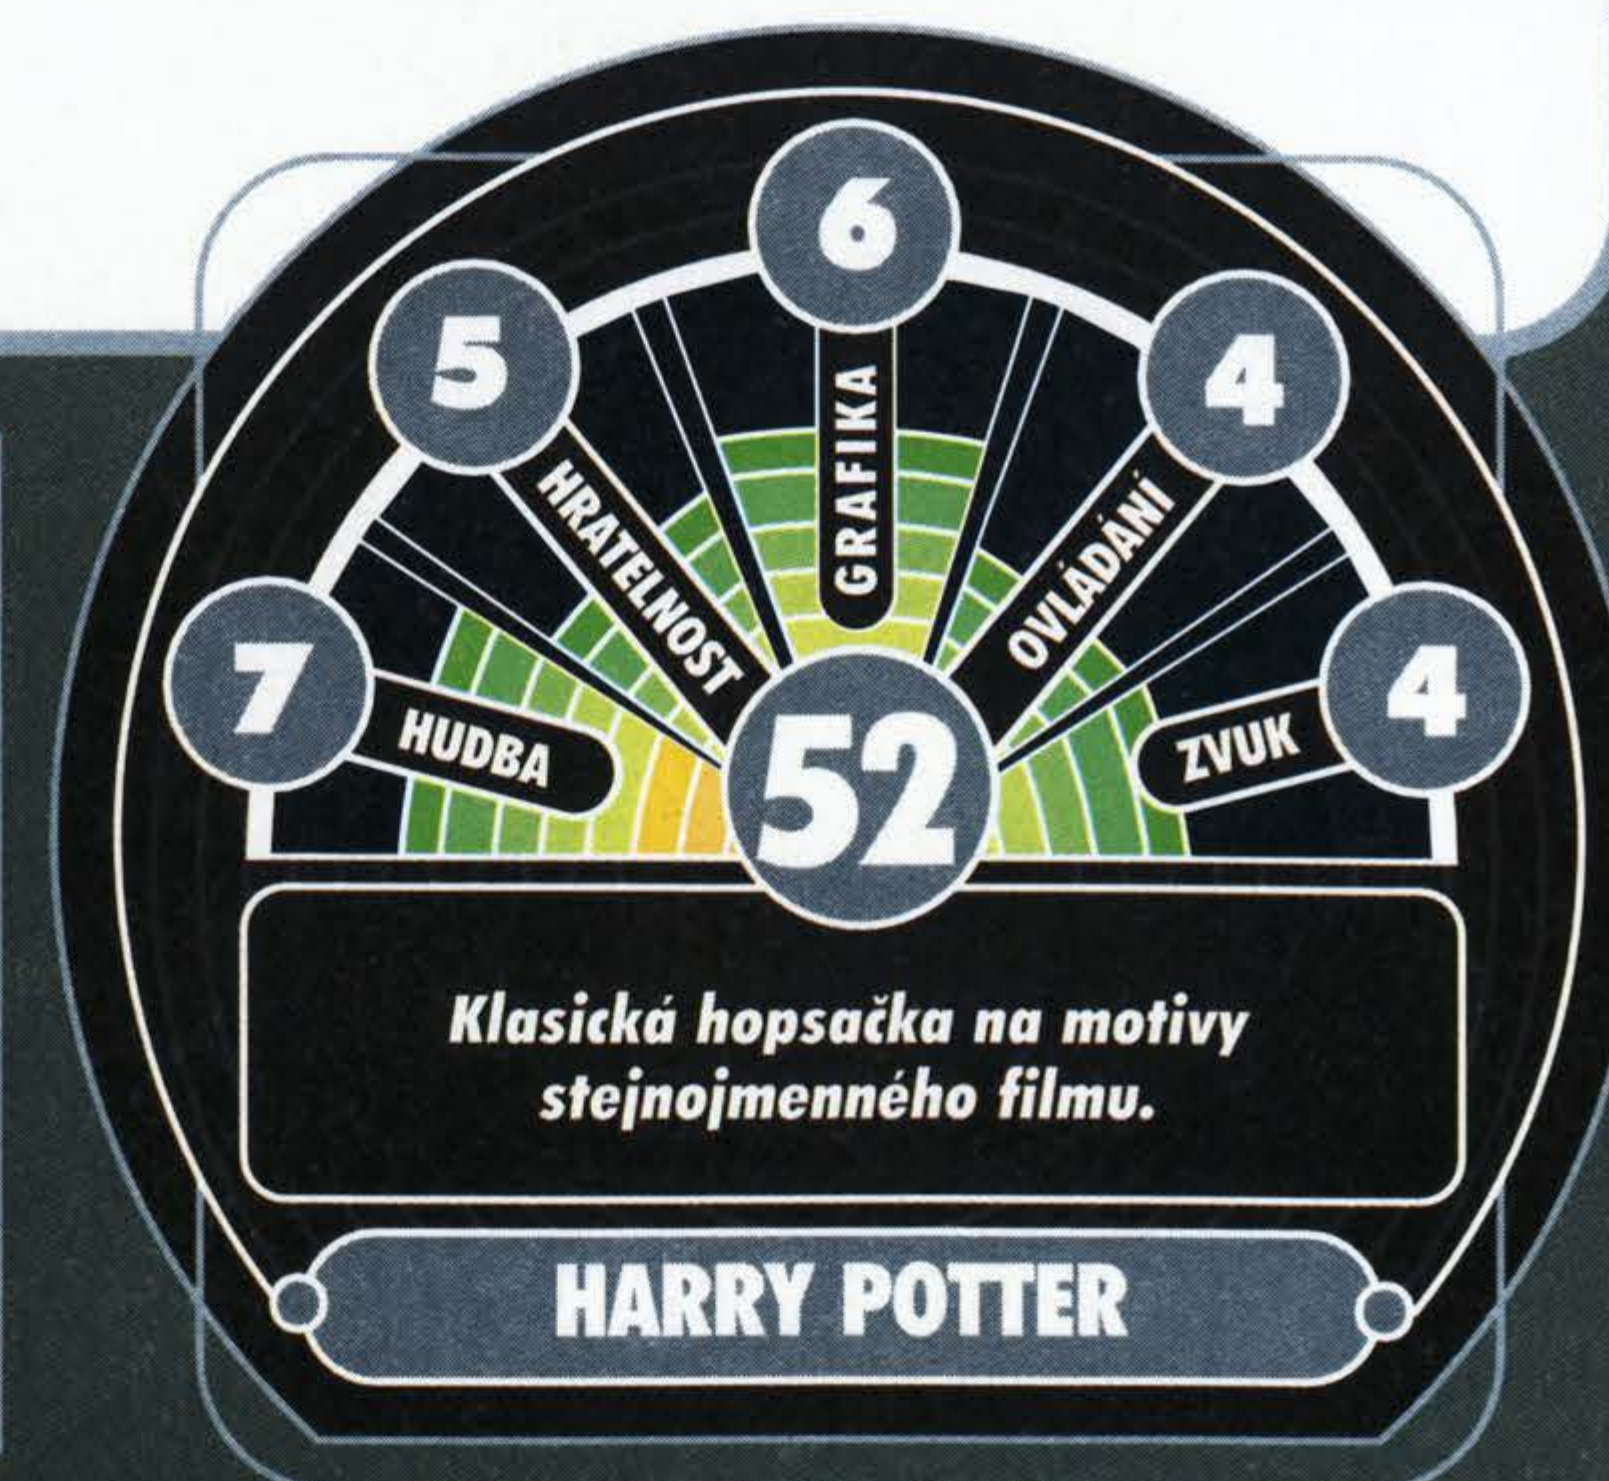 6
5
4
7
4
HUDBA
HRATELNOST
GRAFIKA
OVLÁDÁNÍ
ZVUK
52
Klasická hopsačka na motivy
stejnojmenného filmu.
HARRY POTTER